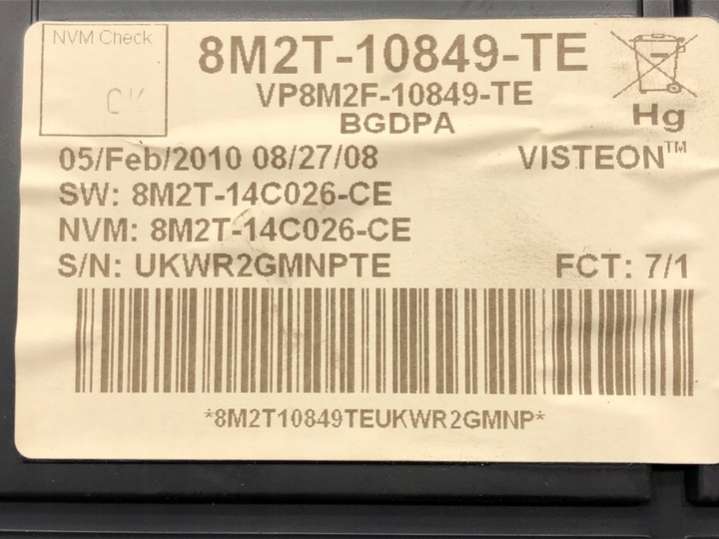 NVM Check
OK
8M2T-10849-TE
VP8M2F-10849-TE
BGDPA
Hg
05/Feb/2010 08/27/08
VISTEON™
SW: 8M2T-14C026-CE
NVM: 8M2T-14C026-CE
S/N: UKWR2GMNPTE
FCT: 7/1
*8M2T10849TEUKWR2GMNP*